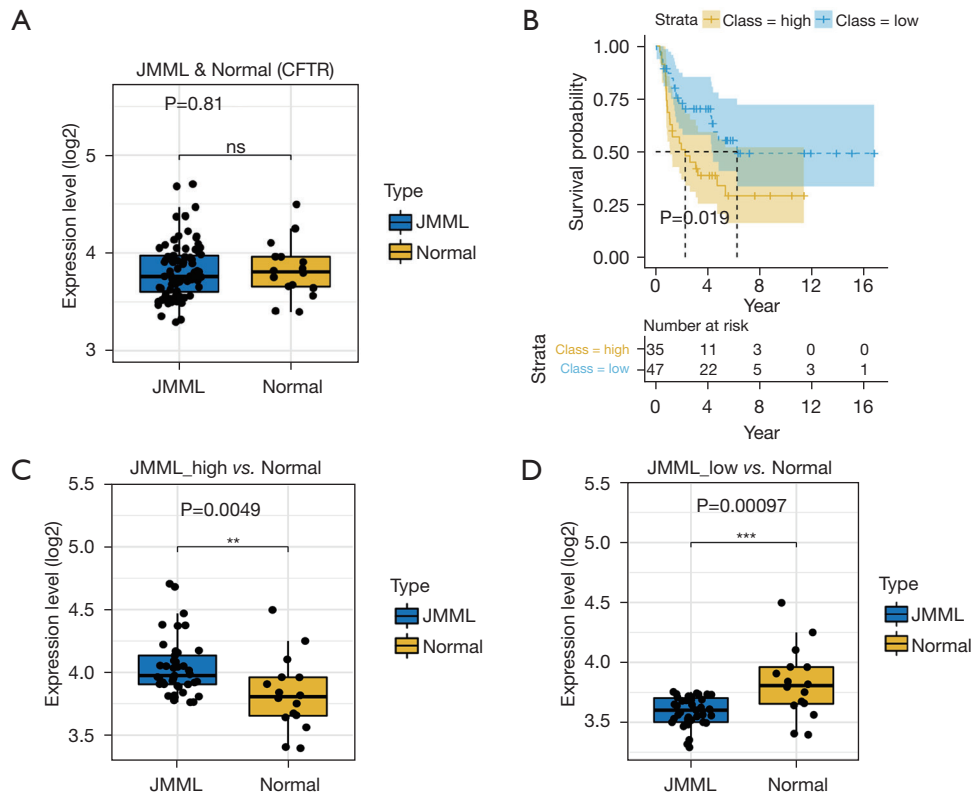 A
JMML & Normal (CFTR)
P=0.81
ns
Expression level (log2)
5
4
3
JMML
Normal
Type
JMML
Normal
B
Strata Class = high Class = low
Survival probability
1.00
0.75
0.50
0.25
0.00
P=0.019
0 4 8 12 16
Year
Number at risk
Strata
Class = high 35 11 3 0 0
Class = low 47 22 5 3 1
0 4 8 12 16
Year
C
JMML_high vs. Normal
P=0.0049
**
Expression level (log2)
5.5
5.0
4.5
4.0
3.5
JMML
Normal
Type
JMML
Normal
D
JMML_low vs. Normal
P=0.00097
***
Expression level (log2)
5.5
5.0
4.5
4.0
3.5
JMML
Normal
Type
JMML
Normal